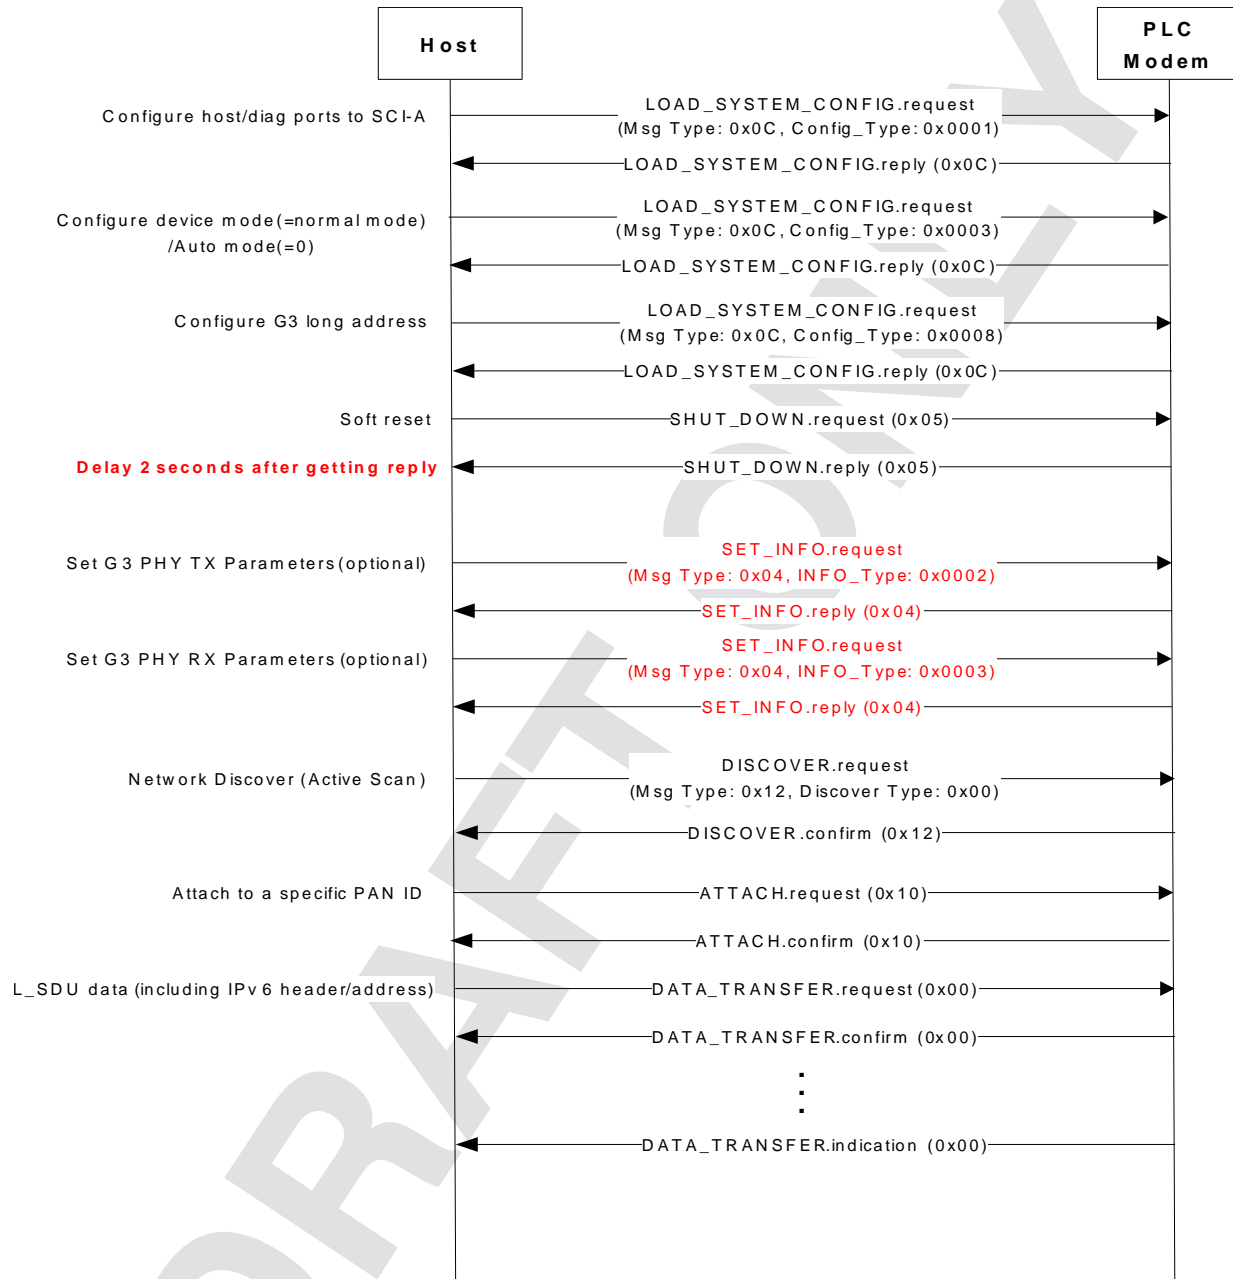 Host
PLC
Modem
Configure host/diag ports to SCI-A
LOAD_SYSTEM_CONFIG.request
(Msg Type: 0x0C, Config_Type: 0x0001)
LOAD_SYSTEM_CONFIG.reply (0x0C)
Configure device mode(=normal mode)
/Auto mode(=0)
LOAD_SYSTEM_CONFIG.request
(Msg Type: 0x0C, Config_Type: 0x0003)
LOAD_SYSTEM_CONFIG.reply (0x0C)
Configure G3 long address
LOAD_SYSTEM_CONFIG.request
(Msg Type: 0x0C, Config_Type: 0x0008)
LOAD_SYSTEM_CONFIG.reply (0x0C)
Soft reset
SHUT_DOWN.request (0x05)
Delay 2 seconds after getting reply
SHUT_DOWN.reply (0x05)
Set G3 PHY TX Parameters (optional)
SET_INFO.request
(Msg Type: 0x04, INFO_Type: 0x0002)
SET_INFO.reply (0x04)
Set G3 PHY RX Parameters (optional)
SET_INFO.request
(Msg Type: 0x04, INFO_Type: 0x0003)
SET_INFO.reply (0x04)
Network Discover (Active Scan)
DISCOVER.request
(Msg Type: 0x12, Discover Type: 0x00)
DISCOVER.confirm (0x12)
Attach to a specific PAN ID
ATTACH.request (0x10)
ATTACH.confirm (0x10)
L_SDU data (including IPv6 header/address)
DATA_TRANSFER.request (0x00)
DATA_TRANSFER.confirm (0x00)
DATA_TRANSFER.indication (0x00)
DRAFT ONLY